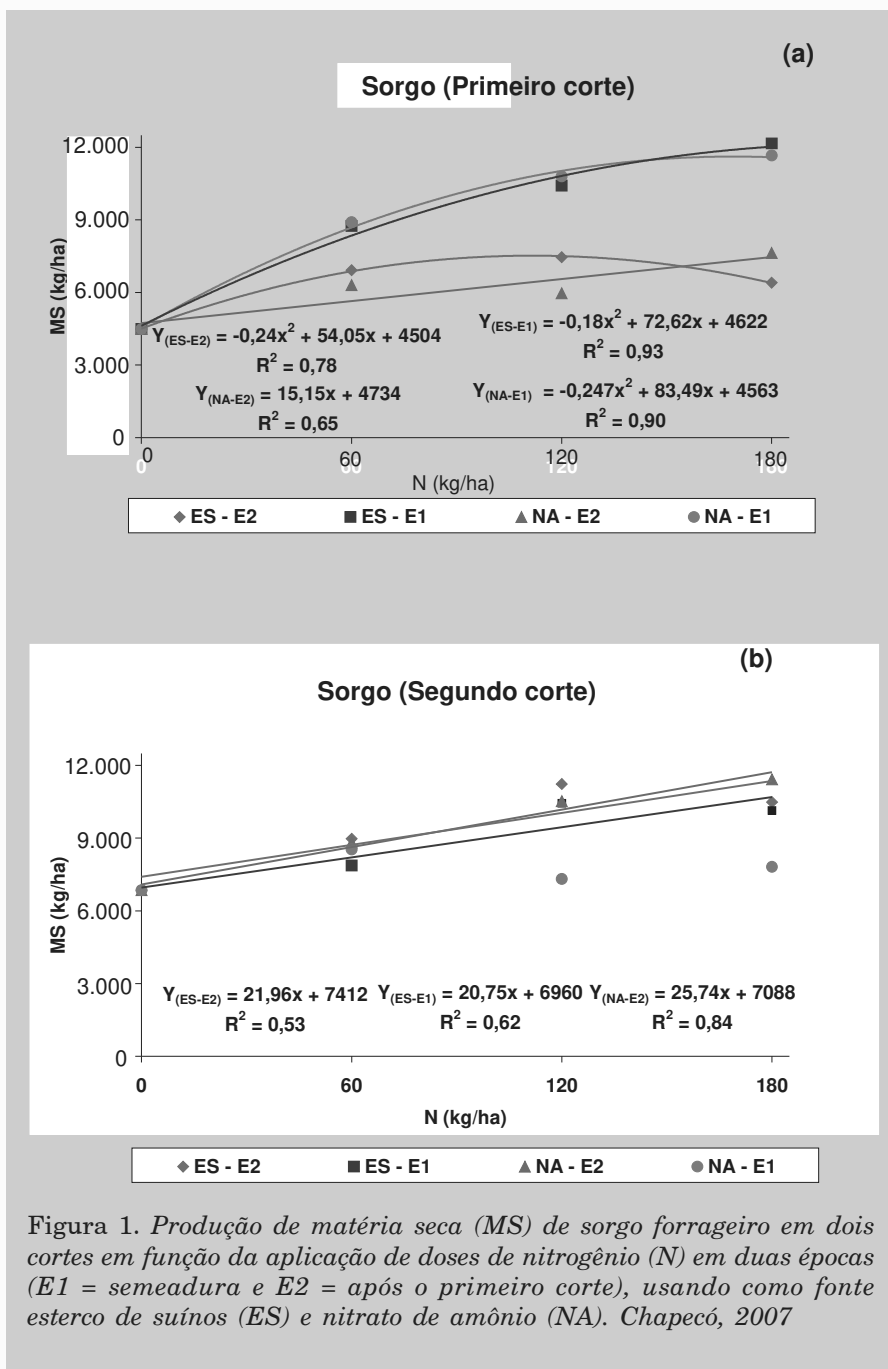 (a)
Sorgo (Primeiro corte)
12.000
9.000
6.000
3.000
0
MS (kg/ha)
Y(ES-E2) = -0,24x² + 54,05x + 4504
R² = 0,78
Y(ES-E1) = -0,18x² + 72,62x + 4622
R² = 0,93
Y(NA-E2) = 15,15x + 4734
R² = 0,65
Y(NA-E1) = -0,247x² + 83,49x + 4563
R² = 0,90
0 60 120 180
0 60 120 180
N (kg/ha)
ES - E2 ES - E1 NA - E2 NA - E1
(b)
Sorgo (Segundo corte)
12.000
9.000
6.000
3.000
0
MS (kg/ha)
Y(ES-E2) = 21,96x + 7412 Y(ES-E1) = 20,75x + 6960 Y(NA-E2) = 25,74x + 7088
R² = 0,53 R² = 0,62 R² = 0,84
0 60 120 180
N (kg/ha)
ES - E2 ES - E1 NA - E2 NA - E1
Figura 1. Produção de matéria seca (MS) de sorgo forrageiro em dois
cortes em função da aplicação de doses de nitrogênio (N) em duas épocas
(E1 = semeadura e E2 = após o primeiro corte), usando como fonte
esterco de suínos (ES) e nitrato de amônio (NA). Chapecó, 2007